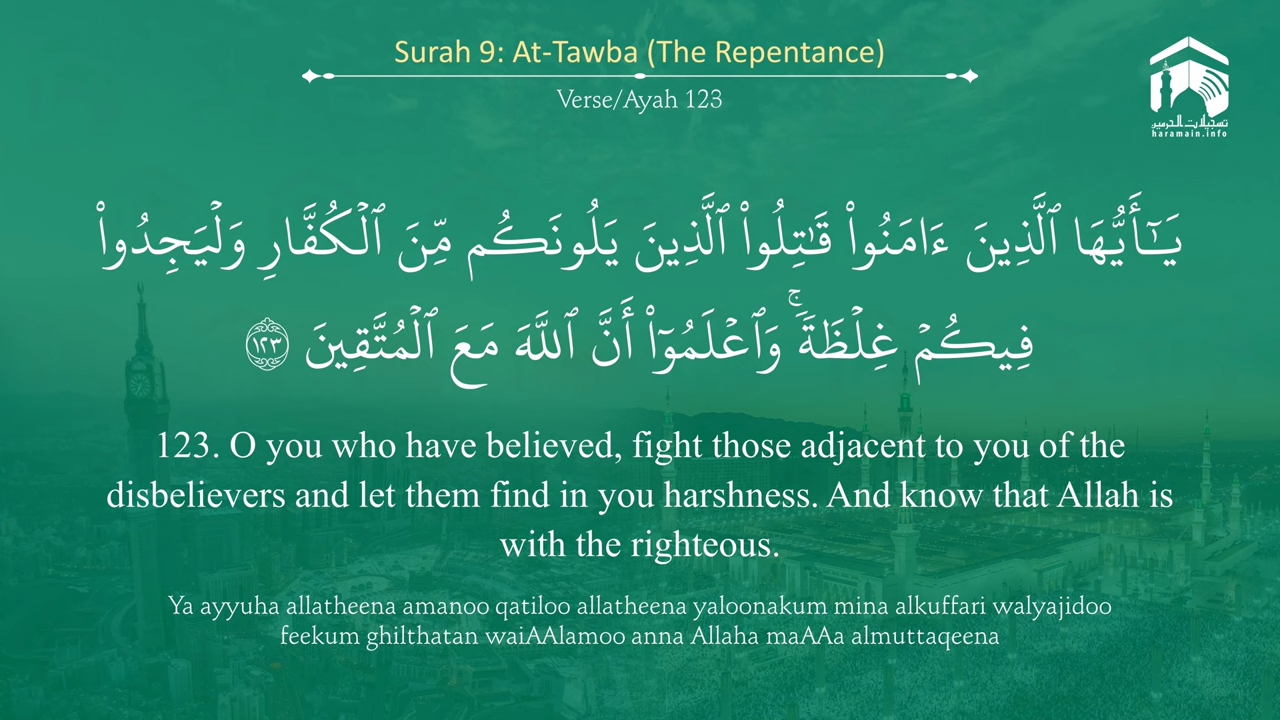 Surah 9: At-Tawba (The Repentance)
Verse/Ayah 123
تسجيلات الحرمين
haramain.info
يَـٰٓأَيُّهَا ٱلَّذِينَ ءَامَنُوا۟ قَـٰتِلُوا۟ ٱلَّذِينَ يَلُونَكُم مِّنَ ٱلْكُفَّارِ وَلْيَجِدُوا۟
فِيكُمْ غِلْظَةًۚ وَٱعْلَمُوٓا۟ أَنَّ ٱللَّهَ مَعَ ٱلْمُتَّقِينَ ١٢٣
123. O you who have believed, fight those adjacent to you of the
disbelievers and let them find in you harshness. And know that Allah is
with the righteous.
Ya ayyuha allatheena amanoo qatiloo allatheena yaloonakum mina alkuffari walyajidoo
feekum ghilthatan waiAAlamoo anna Allaha maAAa almuttaqeena